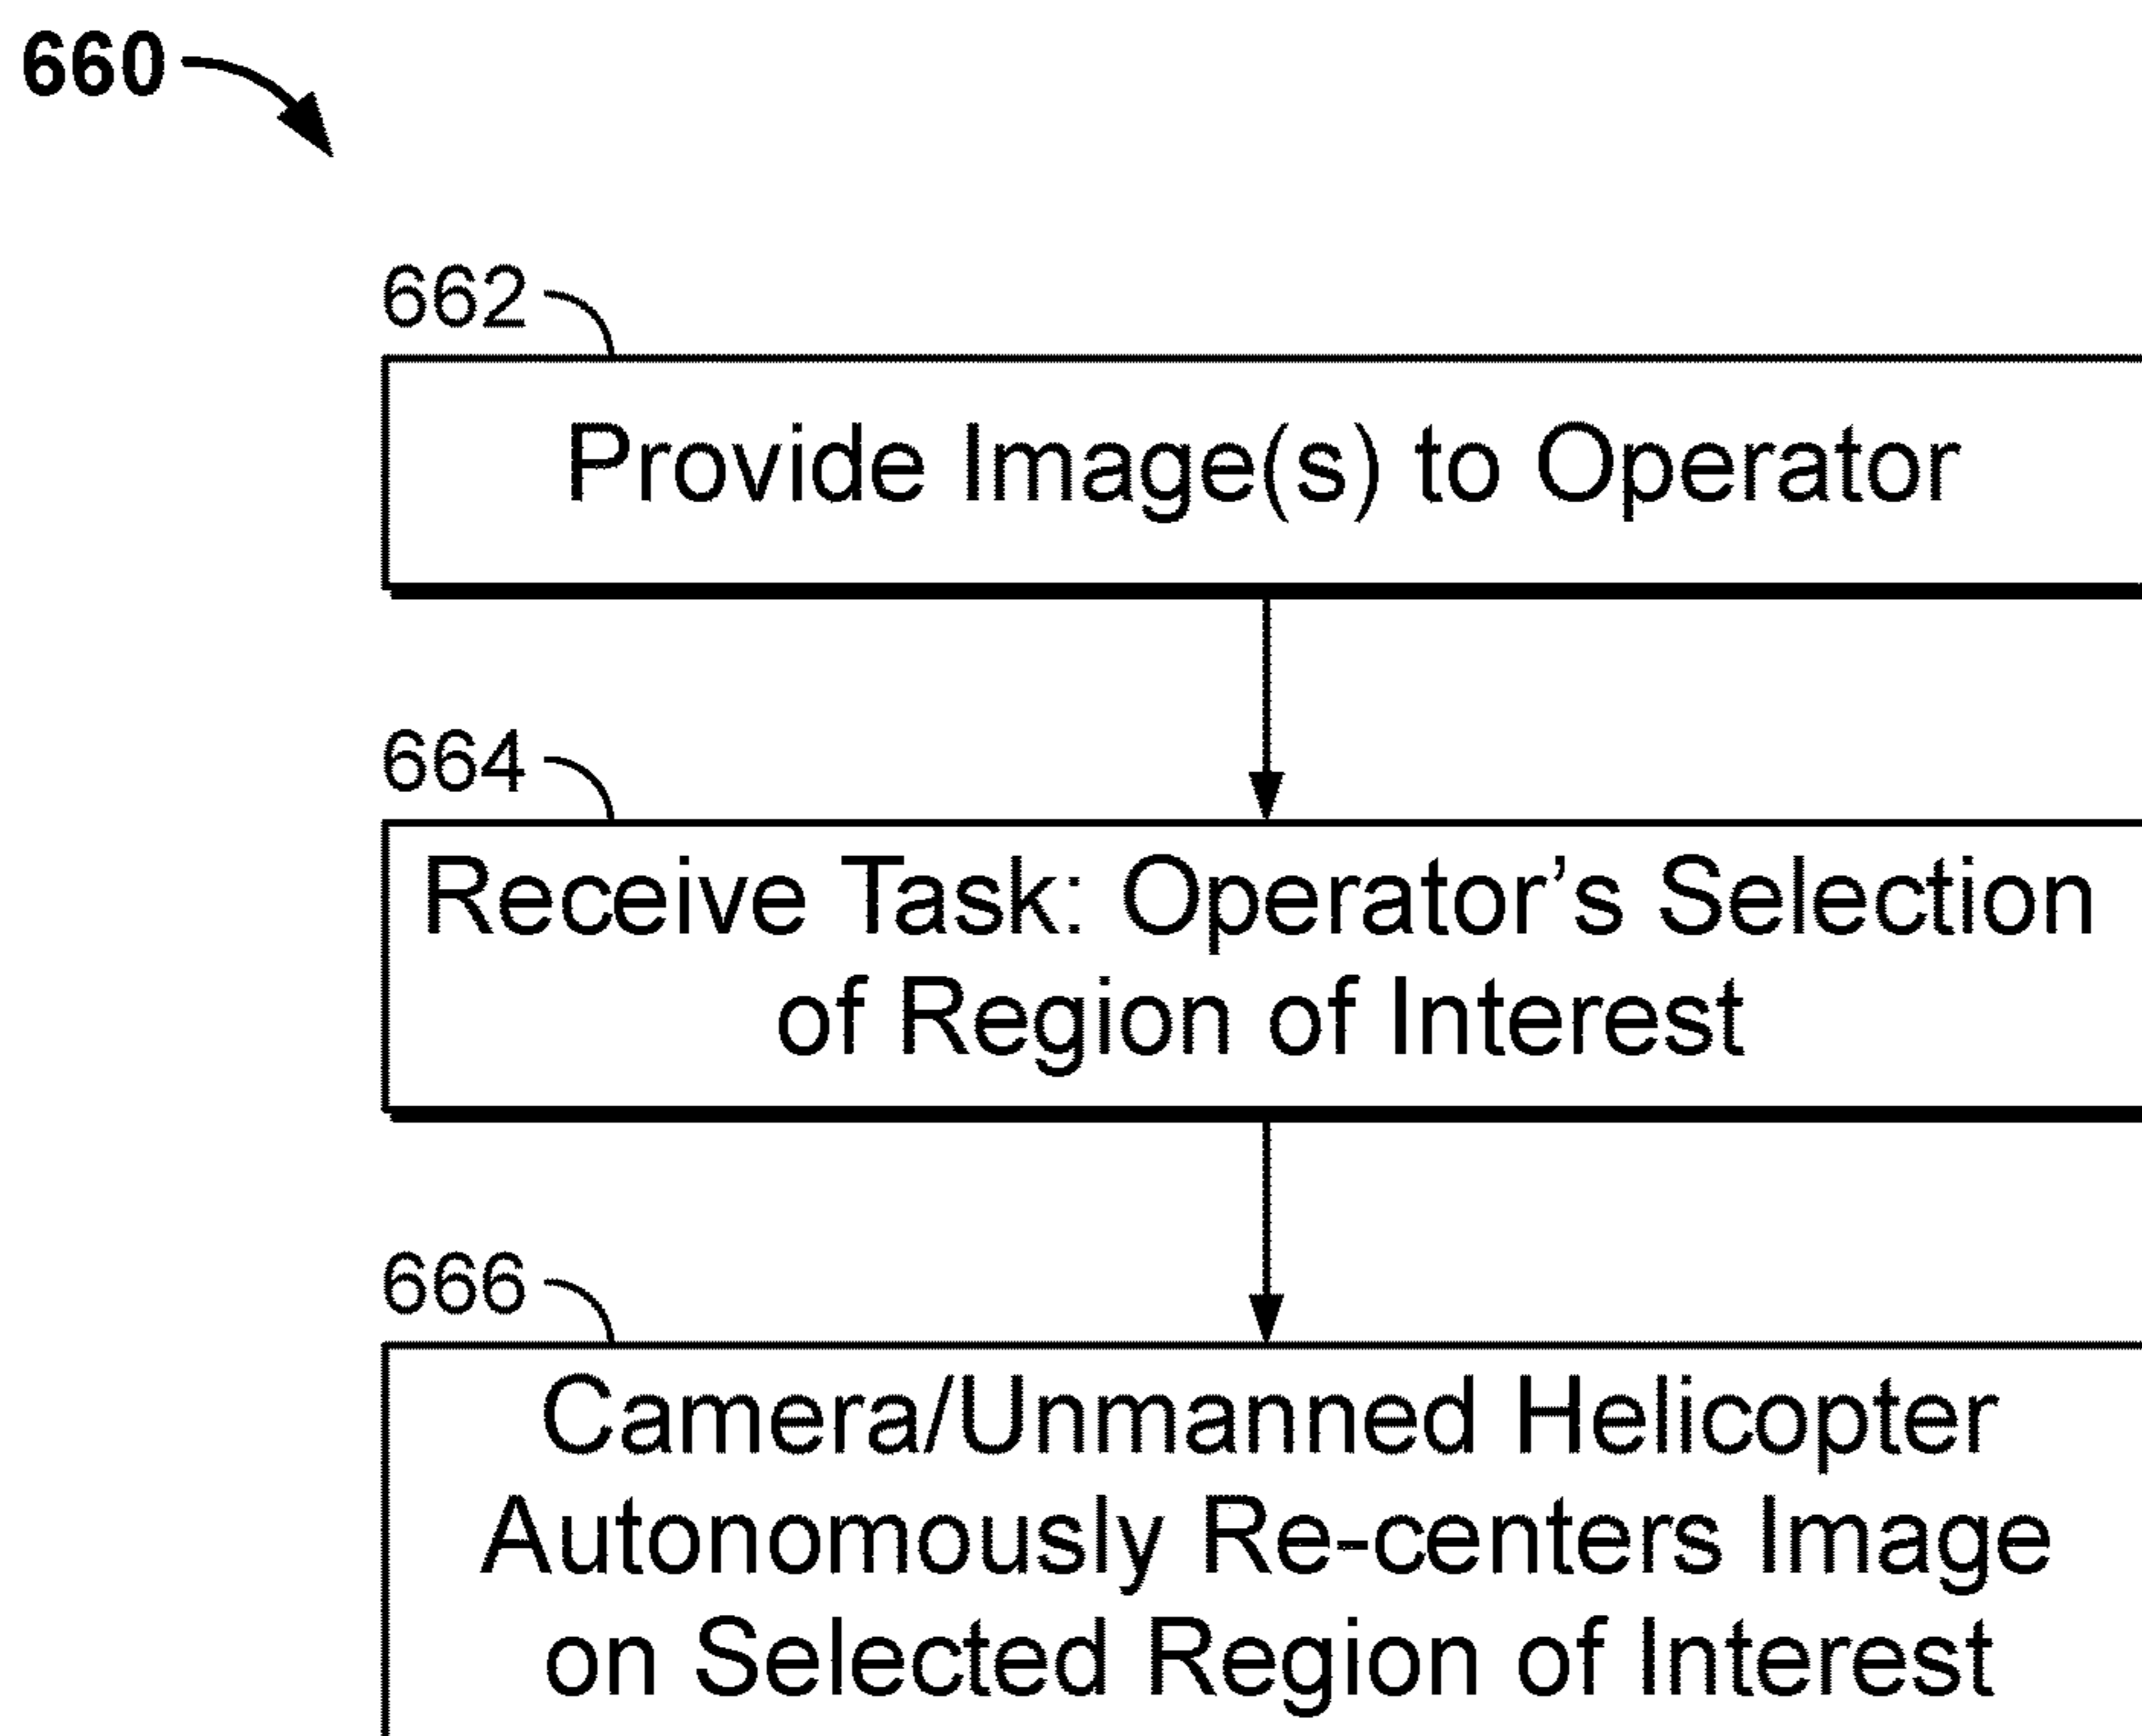 660
662
Provide Image(s) to Operator
664
Receive Task: Operator’s Selection
of Region of Interest
666
Camera/Unmanned Helicopter
Autonomously Re-centers Image
on Selected Region of Interest